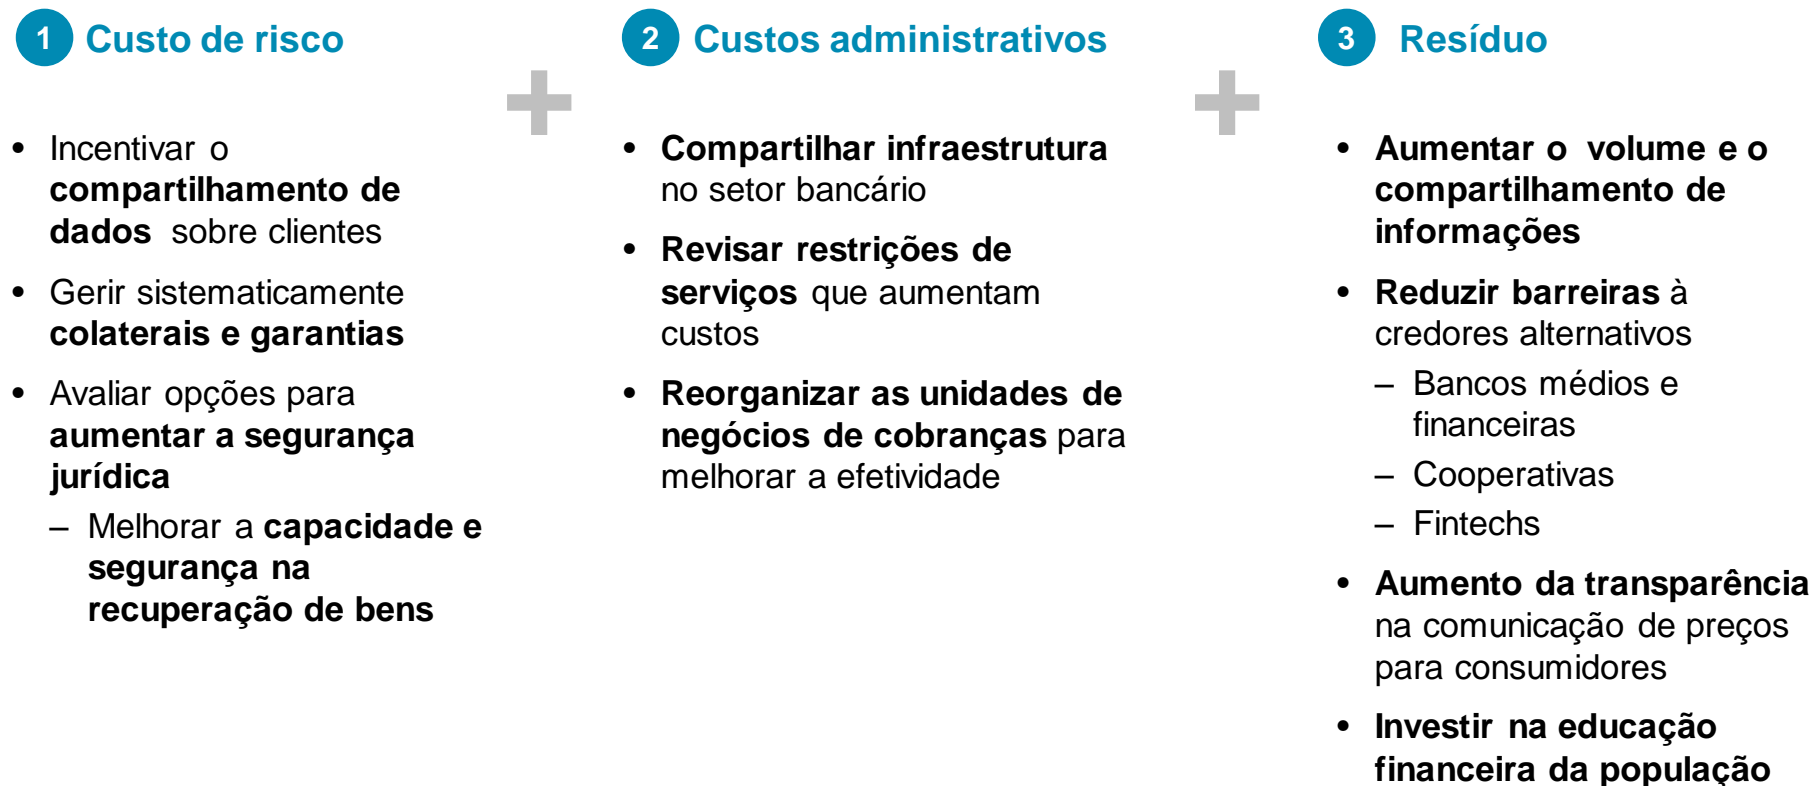 1 Custo de risco
• Incentivar o
compartilhamento de
dados sobre clientes
• Gerir sistematicamente
colaterais e garantias
• Avaliar opções para
aumentar a segurança
jurídica
– Melhorar a capacidade e
segurança na
recuperação de bens
2 Custos administrativos
• Compartilhar infraestrutura
no setor bancário
• Revisar restrições de
serviços que aumentam
custos
• Reorganizar as unidades de
negócios de cobranças para
melhorar a efetividade
3 Resíduo
• Aumentar o volume e o
compartilhamento de
informações
• Reduzir barreiras à
credores alternativos
– Bancos médios e
financeiras
– Cooperativas
– Fintechs
• Aumento da transparência
na comunicação de preços
para consumidores
• Investir na educação
financeira da população